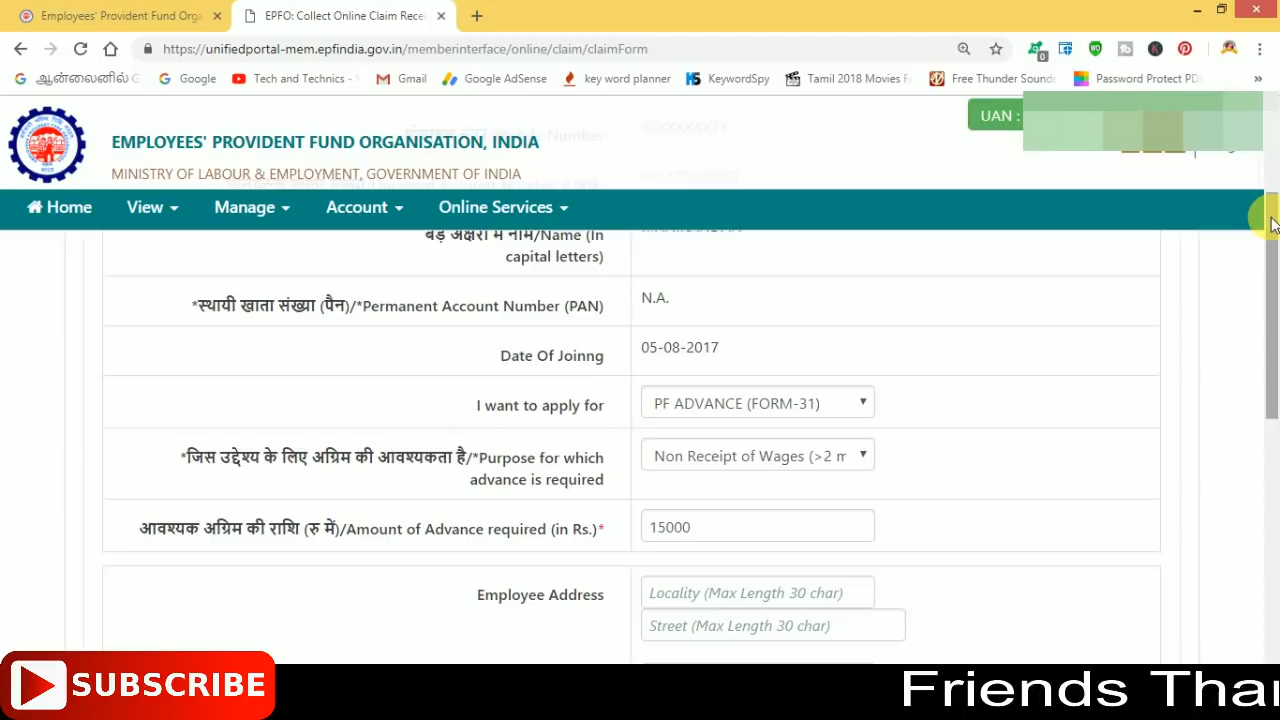 Employees' Provident Fund Orga
EPFO: Collect Online Claim Rece
https://unifiedportal-mem.epfindia.gov.in/memberinterface/online/claim/claimForm
ஆன்லைனில்
Google
Tech and Technics -
Gmail
Google AdSense
key word planner
KeywordSpy
Tamil 2018 Movies F
Free Thunder Sound
Password Protect PD
EMPLOYEES' PROVIDENT FUND ORGANISATION, INDIA
UAN :
MINISTRY OF LABOUR & EMPLOYMENT, GOVERNMENT OF INDIA
Home
View
Manage
Account
Online Services
बड़े अक्षरों में नाम/Name (In
capital letters)
*स्थायी खाता संख्या (पैन)/*Permanent Account Number (PAN)
N.A.
Date Of Joinng
05-08-2017
I want to apply for
PF ADVANCE (FORM-31)
*जिस उद्देश्य के लिए अग्रिम की आवश्यकता है/*Purpose for which
advance is required
Non Receipt of Wages (>2 m
आवश्यक अग्रिम की राशि (रु में)/Amount of Advance required (in Rs.)*
15000
Employee Address
Locality (Max Length 30 char)
Street (Max Length 30 char)
SUBSCRIBE
Friends Than